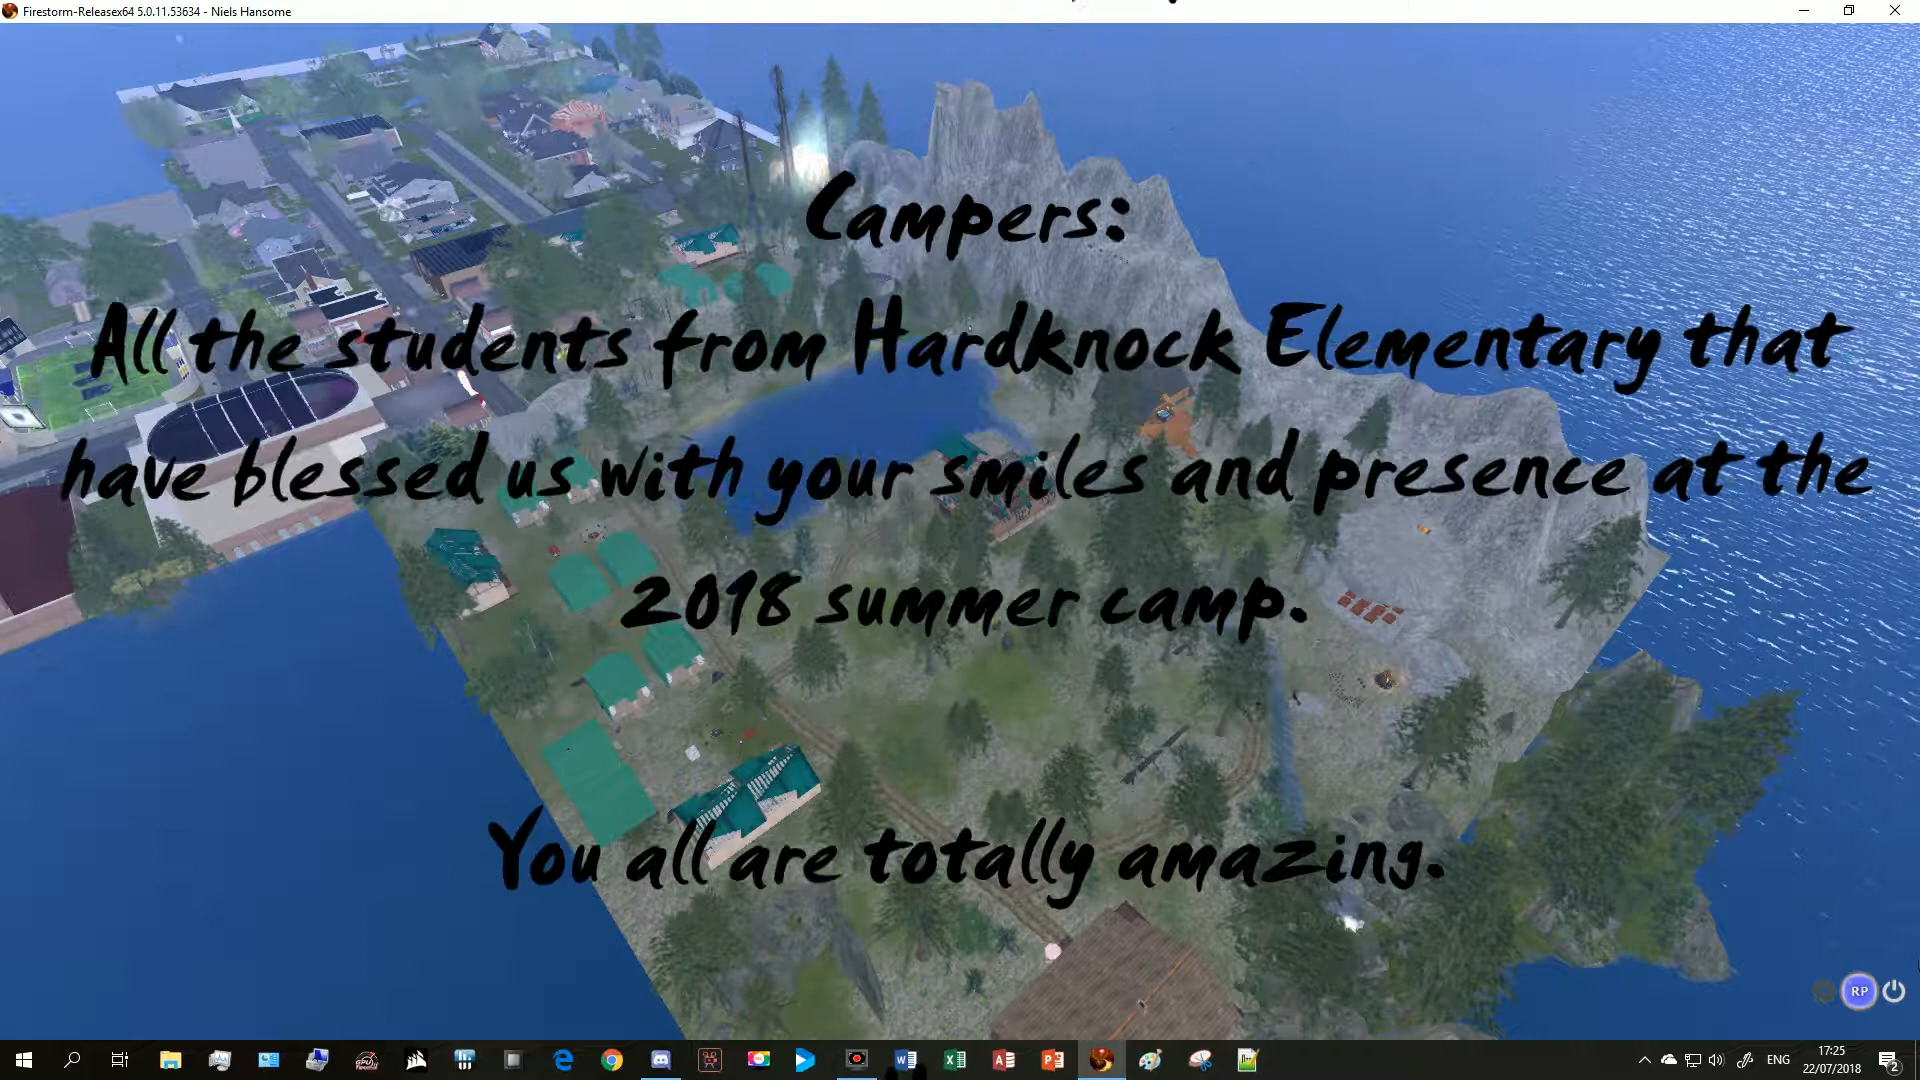 Firestorm-Releasex64 5.0.11.53634 - Niels Hansome
Campers:
All the students from Hardknock Elementary that
have blessed us with your smiles and presence at the
2018 summer camp.
You all are totally amazing.
RP
ENG
17:25
22/07/2018
2